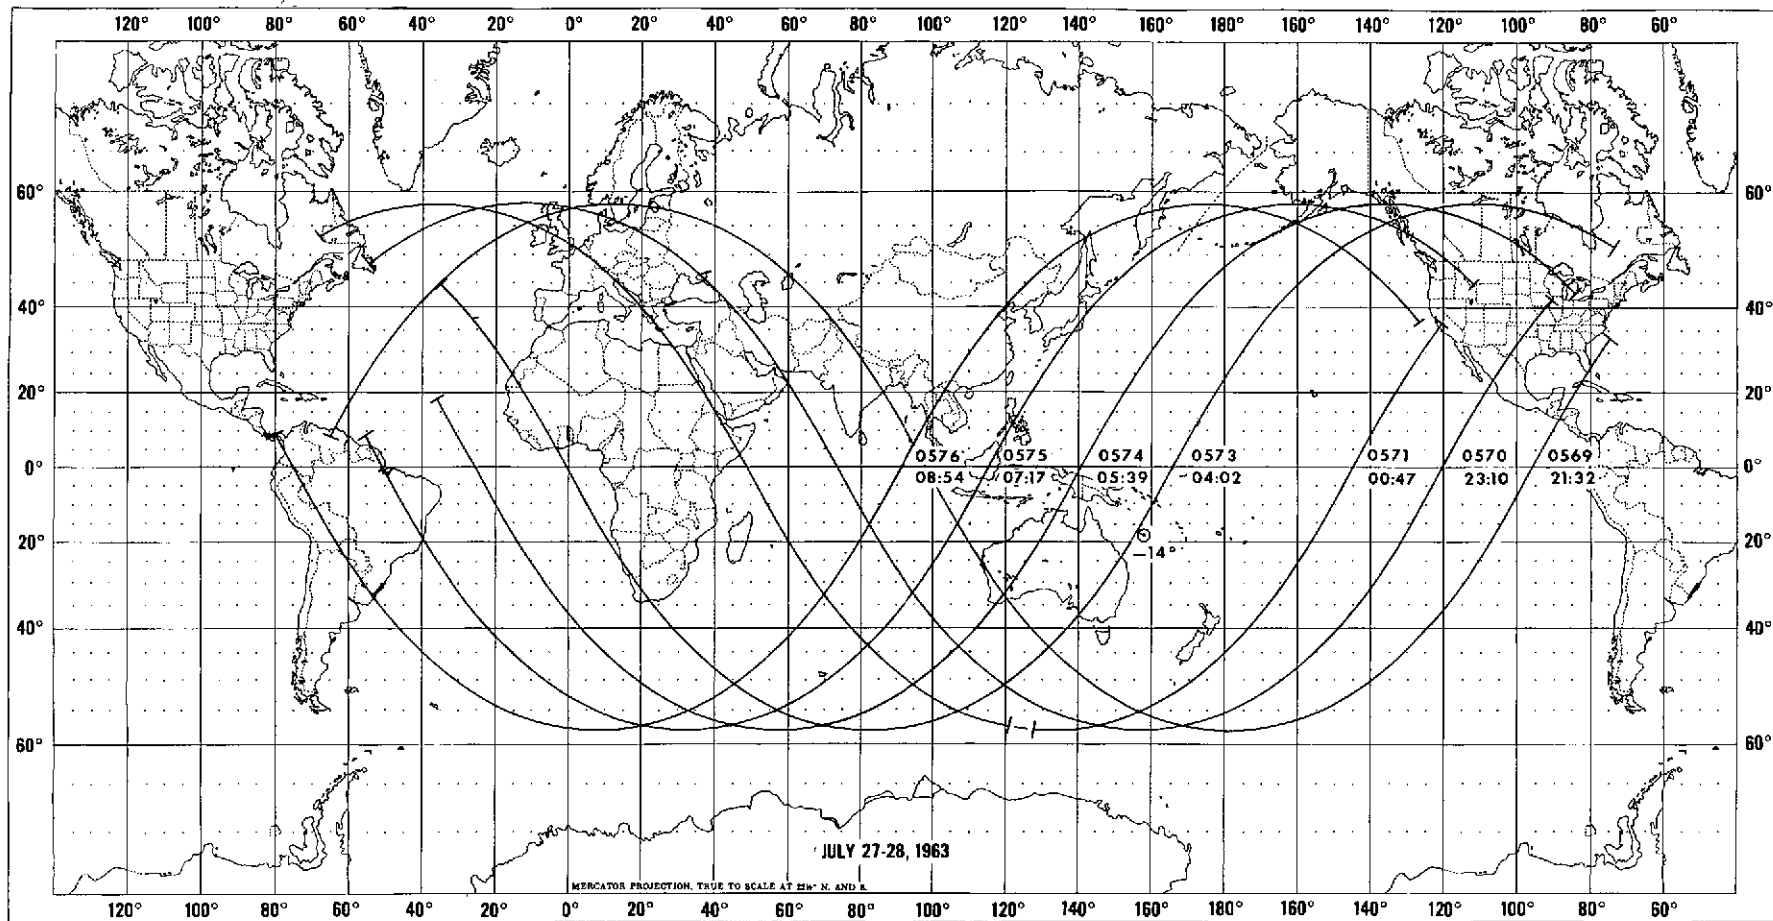 120° 100° 80° 60° 40° 20° 0° 20° 40° 60° 80° 100° 120° 140° 160° 180° 160° 140° 120° 100° 80° 60°
60° 60°
40° 40°
20° 20°
0576 0575 0574 0573 0571 0570 0569
0° 0°
08:54 07:17 05:39 04:02 00:47 23:10 21:32
20° 20°
−14°
40° 40°
60° 60°
JULY 27-28, 1963
MERCATOR PROJECTION, TRUE TO SCALE AT 22½° N. AND S.
120° 100° 80° 60° 40° 20° 0° 20° 40° 60° 80° 100° 120° 140° 160° 180° 160° 140° 120° 100° 80° 60°